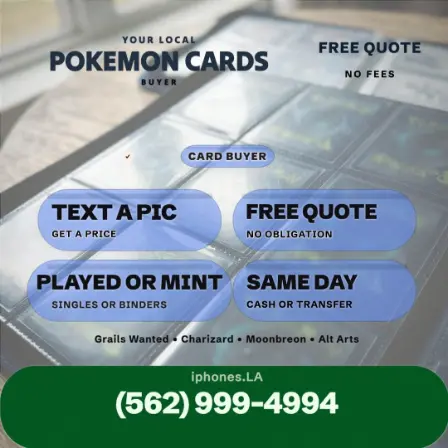 YOUR LOCAL
POKEMON CARDS
BUYER
FREE QUOTE
NO FEES
CARD BUYER
TEXT A PIC
GET A PRICE
FREE QUOTE
NO OBLIGATION
PLAYED OR MINT
SINGLES OR BINDERS
SAME DAY
CASH OR TRANSFER
Grails Wanted • Charizard • Moonbreon • Alt Arts
iphones.LA
(562) 999-4994